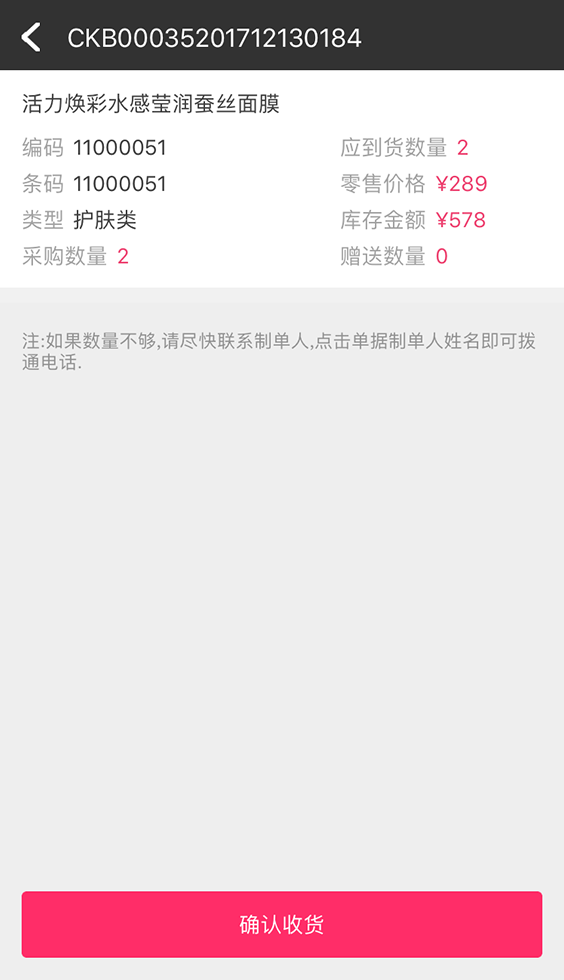 CKB00035201712130184
活力焕彩水感莹润蚕丝面膜
编码 11000051 应到货数量 2
条码 11000051 零售价格 ¥289
类型 护肤类 库存金额 ¥578
采购数量 2 赠送数量 0
注:如果数量不够,请尽快联系制单人,点击单据制单人姓名即可拨
通电话.
确认收货